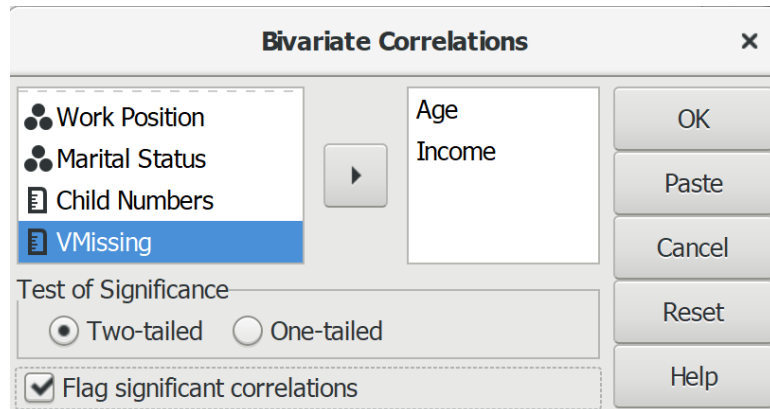 Bivariate Correlations
Work Position
Marital Status
Child Numbers
VMissing
Age
Income
OK
Paste
Cancel
Reset
Help
Test of Significance
Two-tailed One-tailed
Flag significant correlations